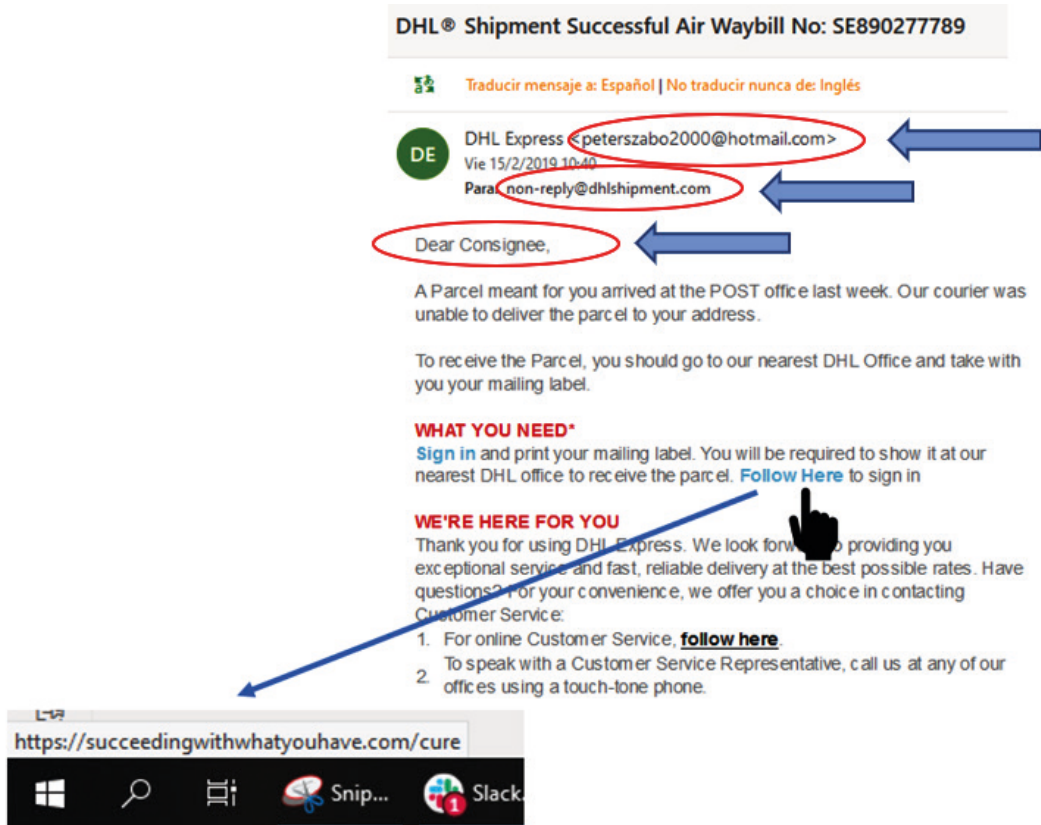 DHL® Shipment Successful Air Waybill No: SE890277789
Traducir mensaje a: Español | No traducir nunca de: Inglés
DE
DHL Express <peterszabo2000@hotmail.com>
Vie 15/2/2019 10:40
Para: non-reply@dhlshipment.com
Dear Consignee,
A Parcel meant for you arrived at the POST office last week. Our courier was
unable to deliver the parcel to your address.
To receive the Parcel, you should go to our nearest DHL Office and take with
you your mailing label.
WHAT YOU NEED*
Sign in and print your mailing label. You will be required to show it at our
nearest DHL office to receive the parcel. Follow Here to sign in
WE'RE HERE FOR YOU
Thank you for using DHL Express. We look forward to providing you
exceptional service and fast, reliable delivery at the best possible rates. Have
questions? For your convenience, we offer you a choice in contacting
Customer Service:
1. For online Customer Service, follow here.
2. To speak with a Customer Service Representative, call us at any of our
offices using a touch-tone phone.
https://succeedingwithwhatyouhave.com/cure
Snip...
Slack
1